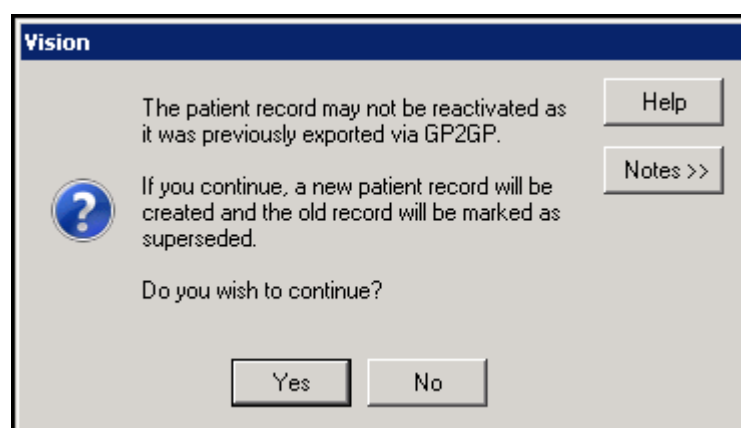 Vision
The patient record may not be reactivated as
it was previously exported via GP2GP.
If you continue, a new patient record will be
created and the old record will be marked as
superseded.
Do you wish to continue?
Help
Notes >>
Yes
No